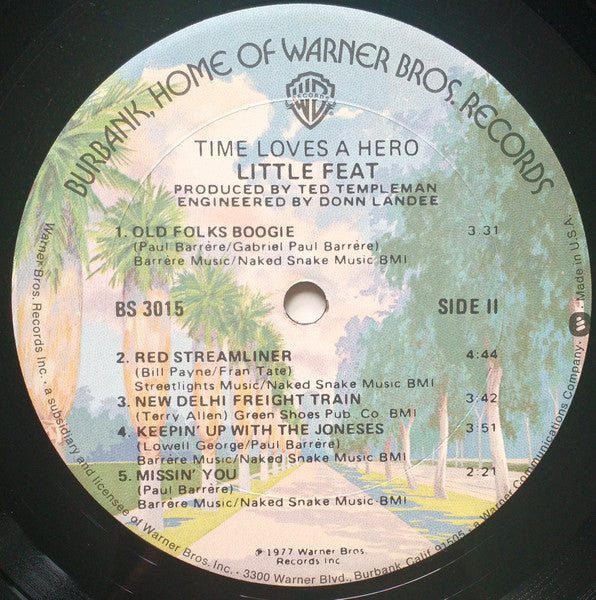 BURBANK, HOME OF WARNER BROS. RECORDS
WB
RECORDS
TIME LOVES A HERO
LITTLE FEAT
PRODUCED BY TED TEMPLEMAN
ENGINEERED BY DONN LANDEE
1. OLD FOLKS BOOGIE 3:31
(Paul Barrère/Gabriel Paul Barrère)
Barrère Music/Naked Snake Music BMI
BS 3015 SIDE II
2. RED STREAMLINER 4:44
(Bill Payne/Fran Tate)
Streetlights Music/Naked Snake Music BMI
3. NEW DELHI FREIGHT TRAIN 3:42
(Terry Allen) Green Shoes Pub. Co. BMI
4. KEEPIN' UP WITH THE JONESES 3:51
(Lowell George/Paul Barrère)
Barrère Music/Naked Snake Music BMI
5. MISSIN' YOU 2:21
(Paul Barrère)
Barrère Music/Naked Snake Music BMI
℗ 1977 Warner Bros.
Records Inc
Warner Bros. Records Inc. • a subsidiary and licensee of Warner Bros. Inc. • 3300 Warner Blvd., Burbank, Calif. 91505 • a Warner Communications Company • Made in U.S.A.